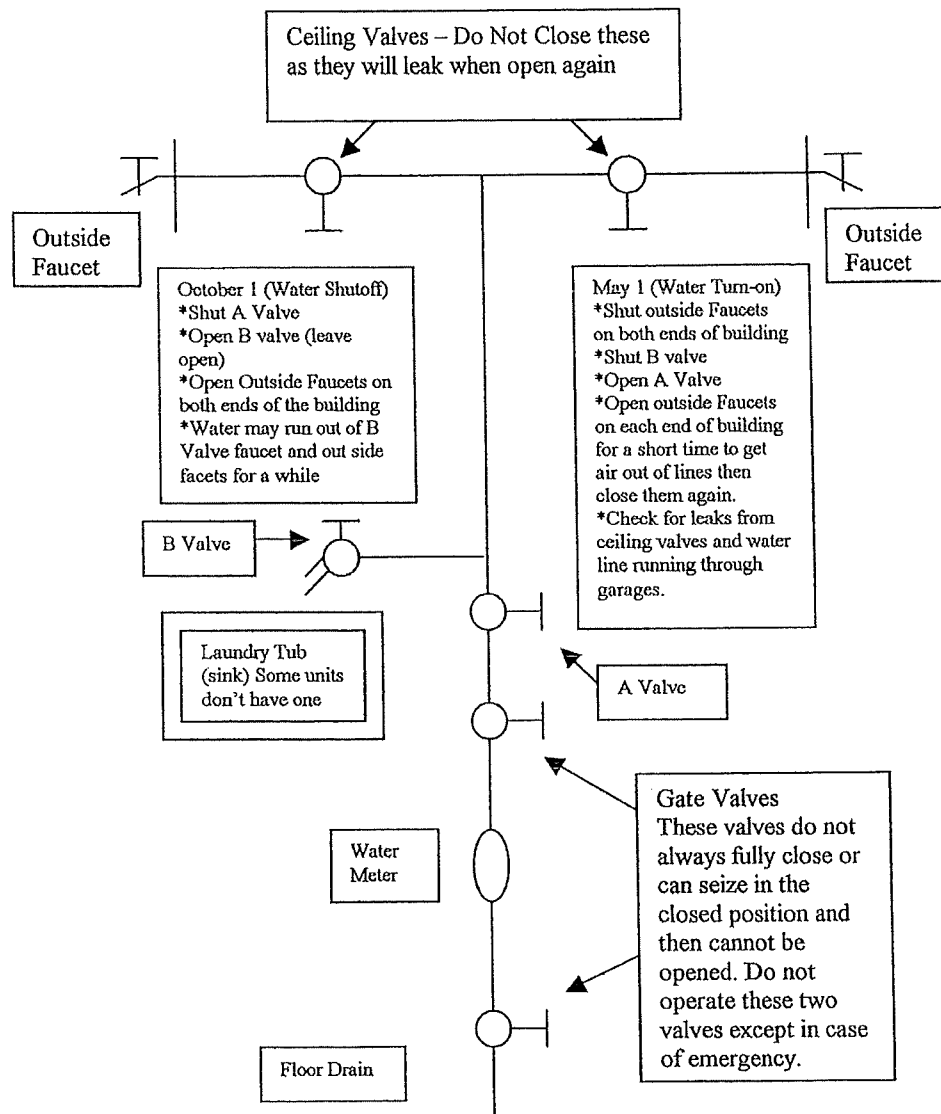 Ceiling Valves – Do Not Close these
as they will leak when open again
Outside
Faucet
Outside
Faucet
October 1 (Water Shutoff)
*Shut A Valve
*Open B valve (leave
open)
*Open Outside Faucets on
both ends of the building
*Water may run out of B
Valve faucet and out side
facets for a while
May 1 (Water Turn-on)
*Shut outside Faucets
on both ends of building
*Shut B valve
*Open A Valve
*Open outside Faucets
on each end of building
for a short time to get
air out of lines then
close them again.
*Check for leaks from
ceiling valves and water
line running through
garages.
B Valve
Laundry Tub
(sink) Some units
don't have one
A Valve
Gate Valves
These valves do not
always fully close or
can seize in the
closed position and
then cannot be
opened. Do not
operate these two
valves except in case
of emergency.
Water
Meter
Floor Drain